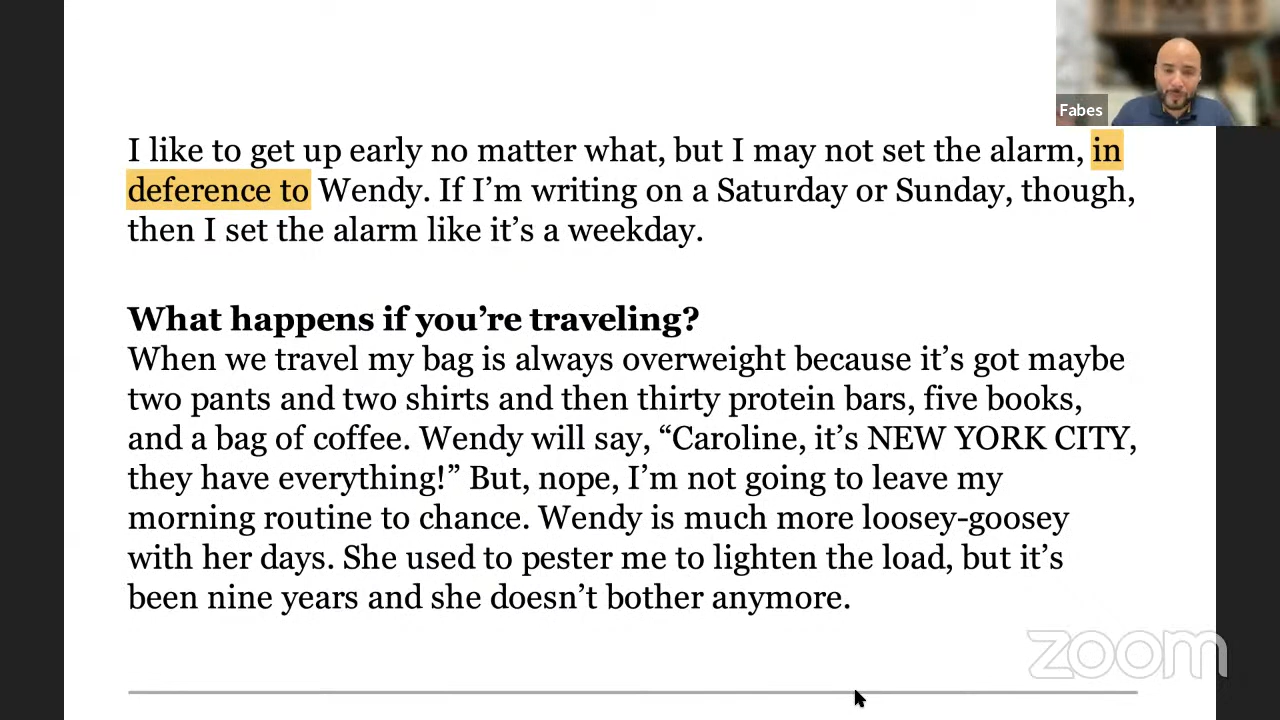 Fabes
I like to get up early no matter what, but I may not set the alarm, in
deference to Wendy. If I’m writing on a Saturday or Sunday, though,
then I set the alarm like it’s a weekday.
What happens if you’re traveling?
When we travel my bag is always overweight because it’s got maybe
two pants and two shirts and then thirty protein bars, five books,
and a bag of coffee. Wendy will say, “Caroline, it’s NEW YORK CITY,
they have everything!” But, nope, I’m not going to leave my
morning routine to chance. Wendy is much more loosey-goosey
with her days. She used to pester me to lighten the load, but it’s
been nine years and she doesn’t bother anymore.
zoom